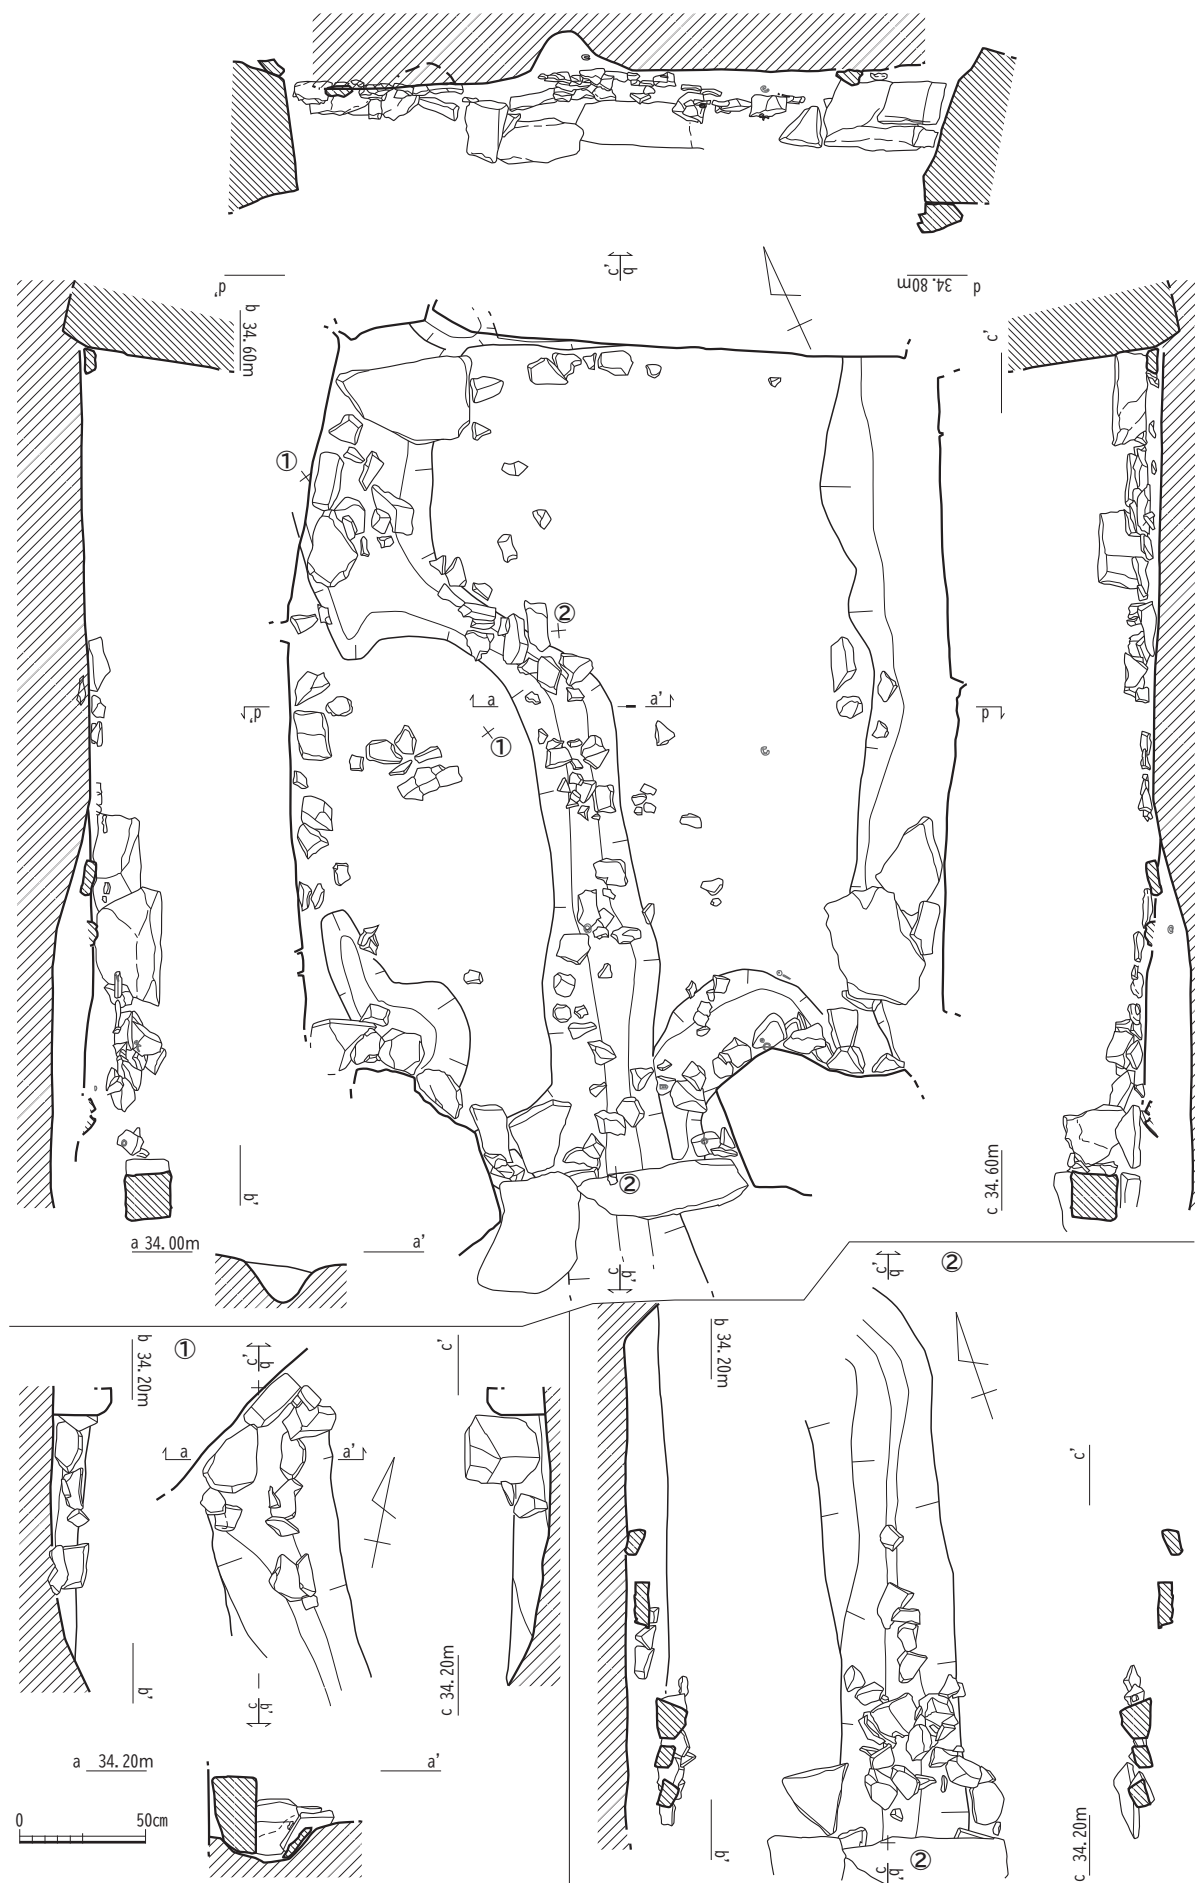 c'
b
d'
34.80m
d
b 34.60m
c'
①
②
a
a'
①
d'
d
②
b'
c 34.60m
a 34.00m
a'
c
b'
c'
b
②
b 34.20m
①
c'
b
c'
b 34.20m
a
a'
c'
b'
c
b'
c 34.20m
a 34.20m
a'
0
50cm
b'
c
b'
②
c 34.20m